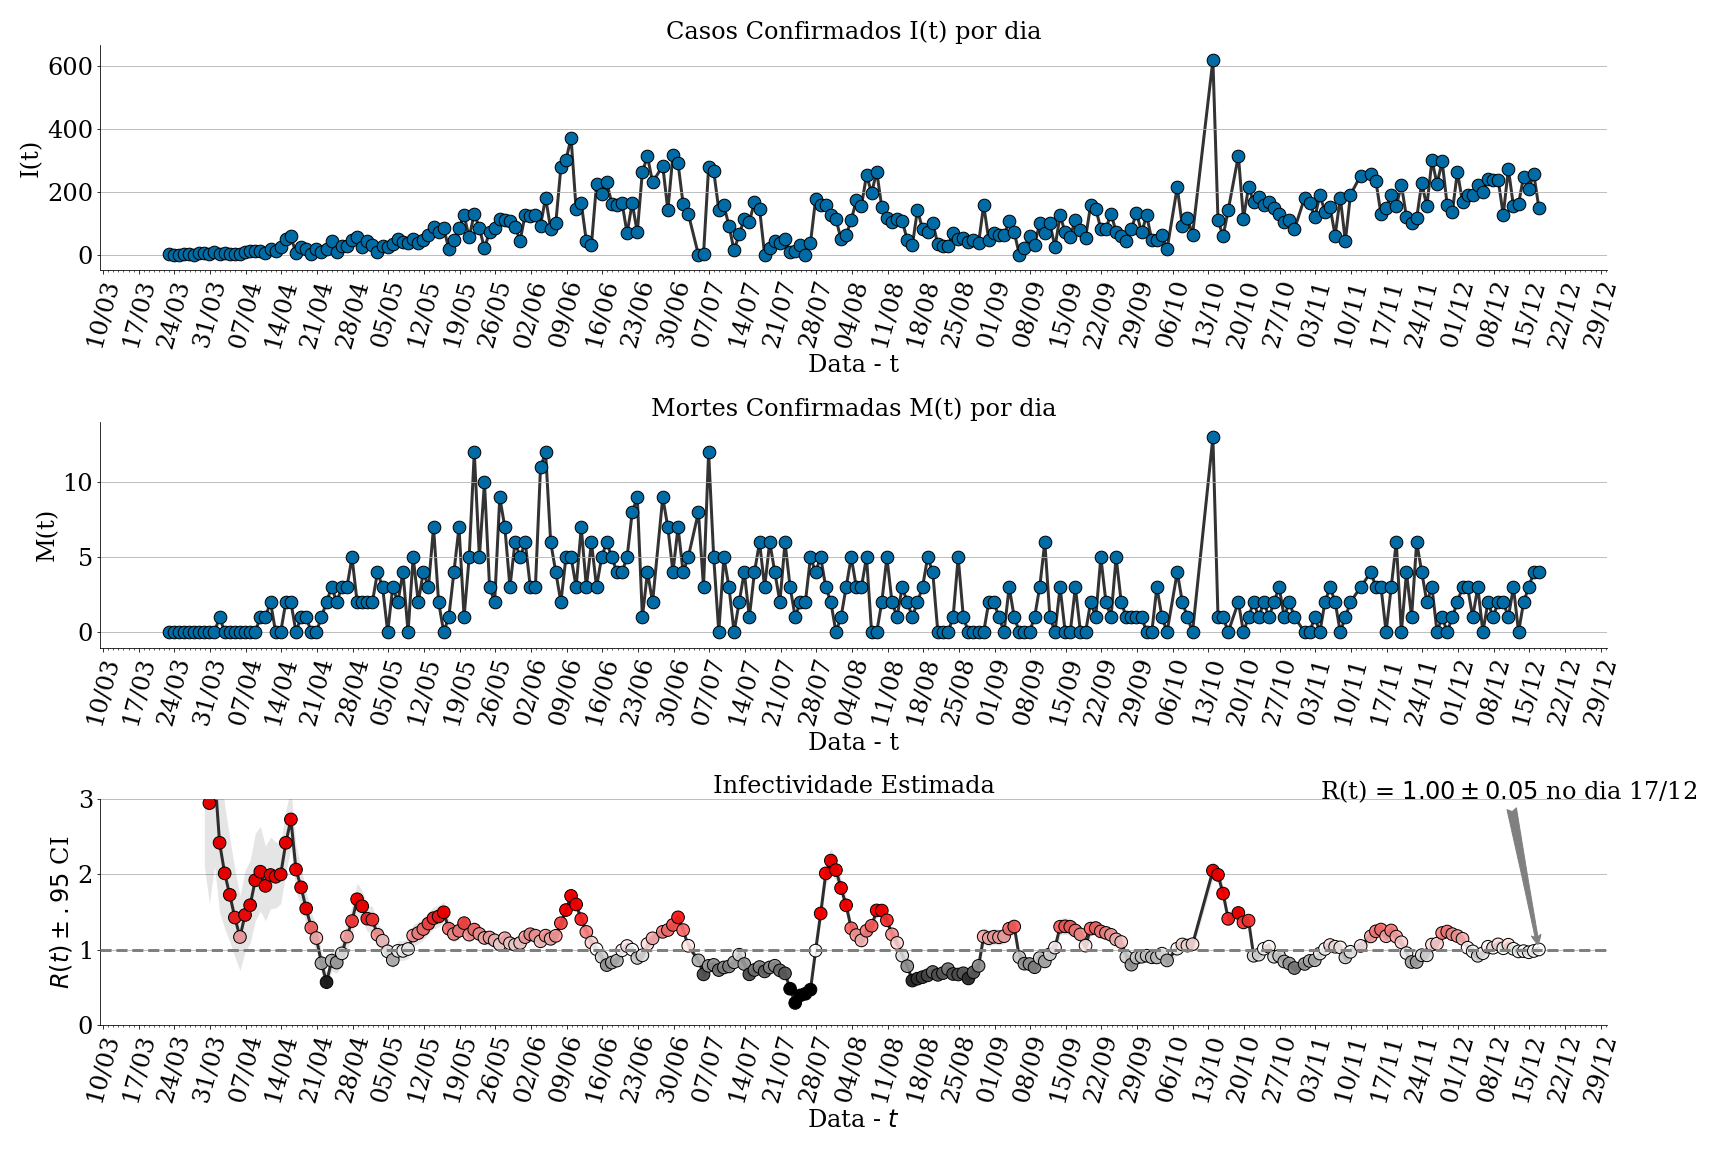 Casos Confirmados I(t) por dia
I(t)
600
400
200
0
10/03 17/03 24/03 31/03 07/04 14/04 21/04 28/04 05/05 12/05 19/05 26/05 02/06 09/06 16/06 23/06 30/06 07/07 14/07 21/07 28/07 04/08 11/08 18/08 25/08 01/09 08/09 15/09 22/09 29/09 06/10 13/10 20/10 27/10 03/11 10/11 17/11 24/11 01/12 08/12 15/12 22/12 29/12
Data - t
Mortes Confirmadas M(t) por dia
M(t)
10
5
0
10/03 17/03 24/03 31/03 07/04 14/04 21/04 28/04 05/05 12/05 19/05 26/05 02/06 09/06 16/06 23/06 30/06 07/07 14/07 21/07 28/07 04/08 11/08 18/08 25/08 01/09 08/09 15/09 22/09 29/09 06/10 13/10 20/10 27/10 03/11 10/11 17/11 24/11 01/12 08/12 15/12 22/12 29/12
Data - t
Infectividade Estimada
R(t) = 1.00 ± 0.05 no dia 17/12
R(t) ± .95 CI
3
2
1
0
10/03 17/03 24/03 31/03 07/04 14/04 21/04 28/04 05/05 12/05 19/05 26/05 02/06 09/06 16/06 23/06 30/06 07/07 14/07 21/07 28/07 04/08 11/08 18/08 25/08 01/09 08/09 15/09 22/09 29/09 06/10 13/10 20/10 27/10 03/11 10/11 17/11 24/11 01/12 08/12 15/12 22/12 29/12
Data - t